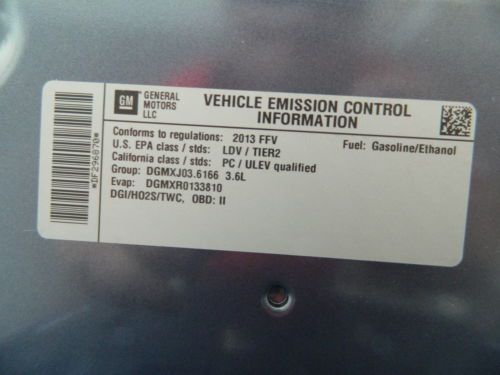 GM
GENERAL
MOTORS
LLC
VEHICLE EMISSION CONTROL
INFORMATION
Conforms to regulations: 2013 FFV
Fuel: Gasoline/Ethanol
U.S. EPA class / stds: LDV / TIER2
California class / stds: PC / ULEV qualified
Group: DGMXJ03.6166 3.6L
Evap: DGMXR0133810
DGI/HO2S/TWC, OBD: II
*DF296870*